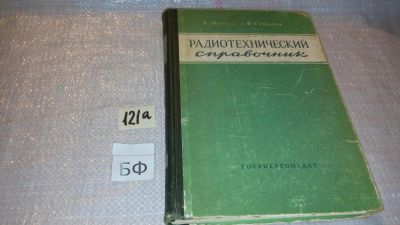 РАДИОТЕХНИЧЕСКИЙ
справочник
ГОСЭНЕРГОИЗДАТ
121а
БФ